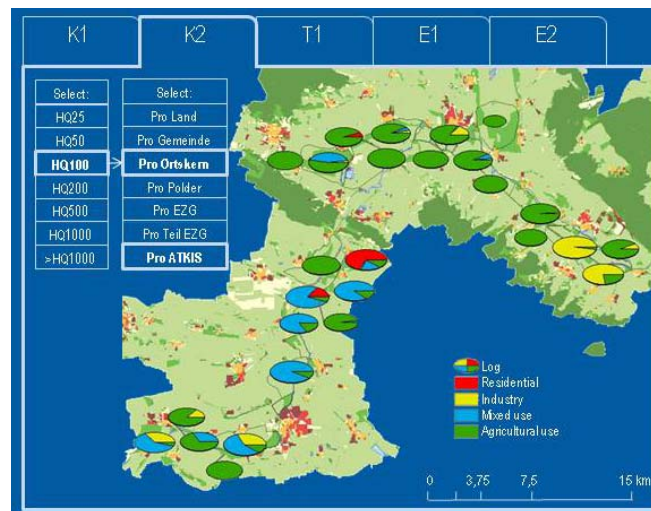 K1 K2 T1 E1 E2
Select: Select:
HQ25 Pro Land
HQ50 Pro Gemeinde
HQ100 Pro Ortskern
HQ200 Pro Polder
HQ500 Pro EZG
HQ1000 Pro Teil EZG
>HQ1000 Pro ATKIS
Log
Residential
Industry
Mixed use
Agricultural use
0 3,75 7,5 15 km